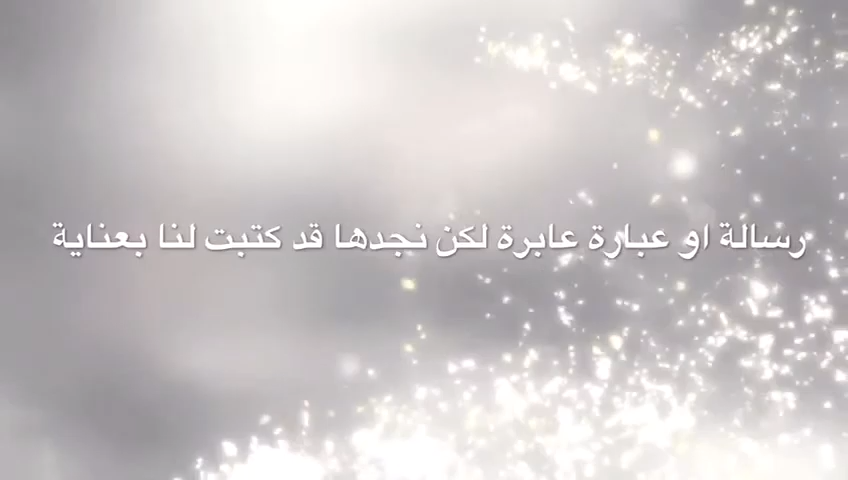 رسالة او عبارة عابرة لكن نجدها قد كتبت لنا بعناية